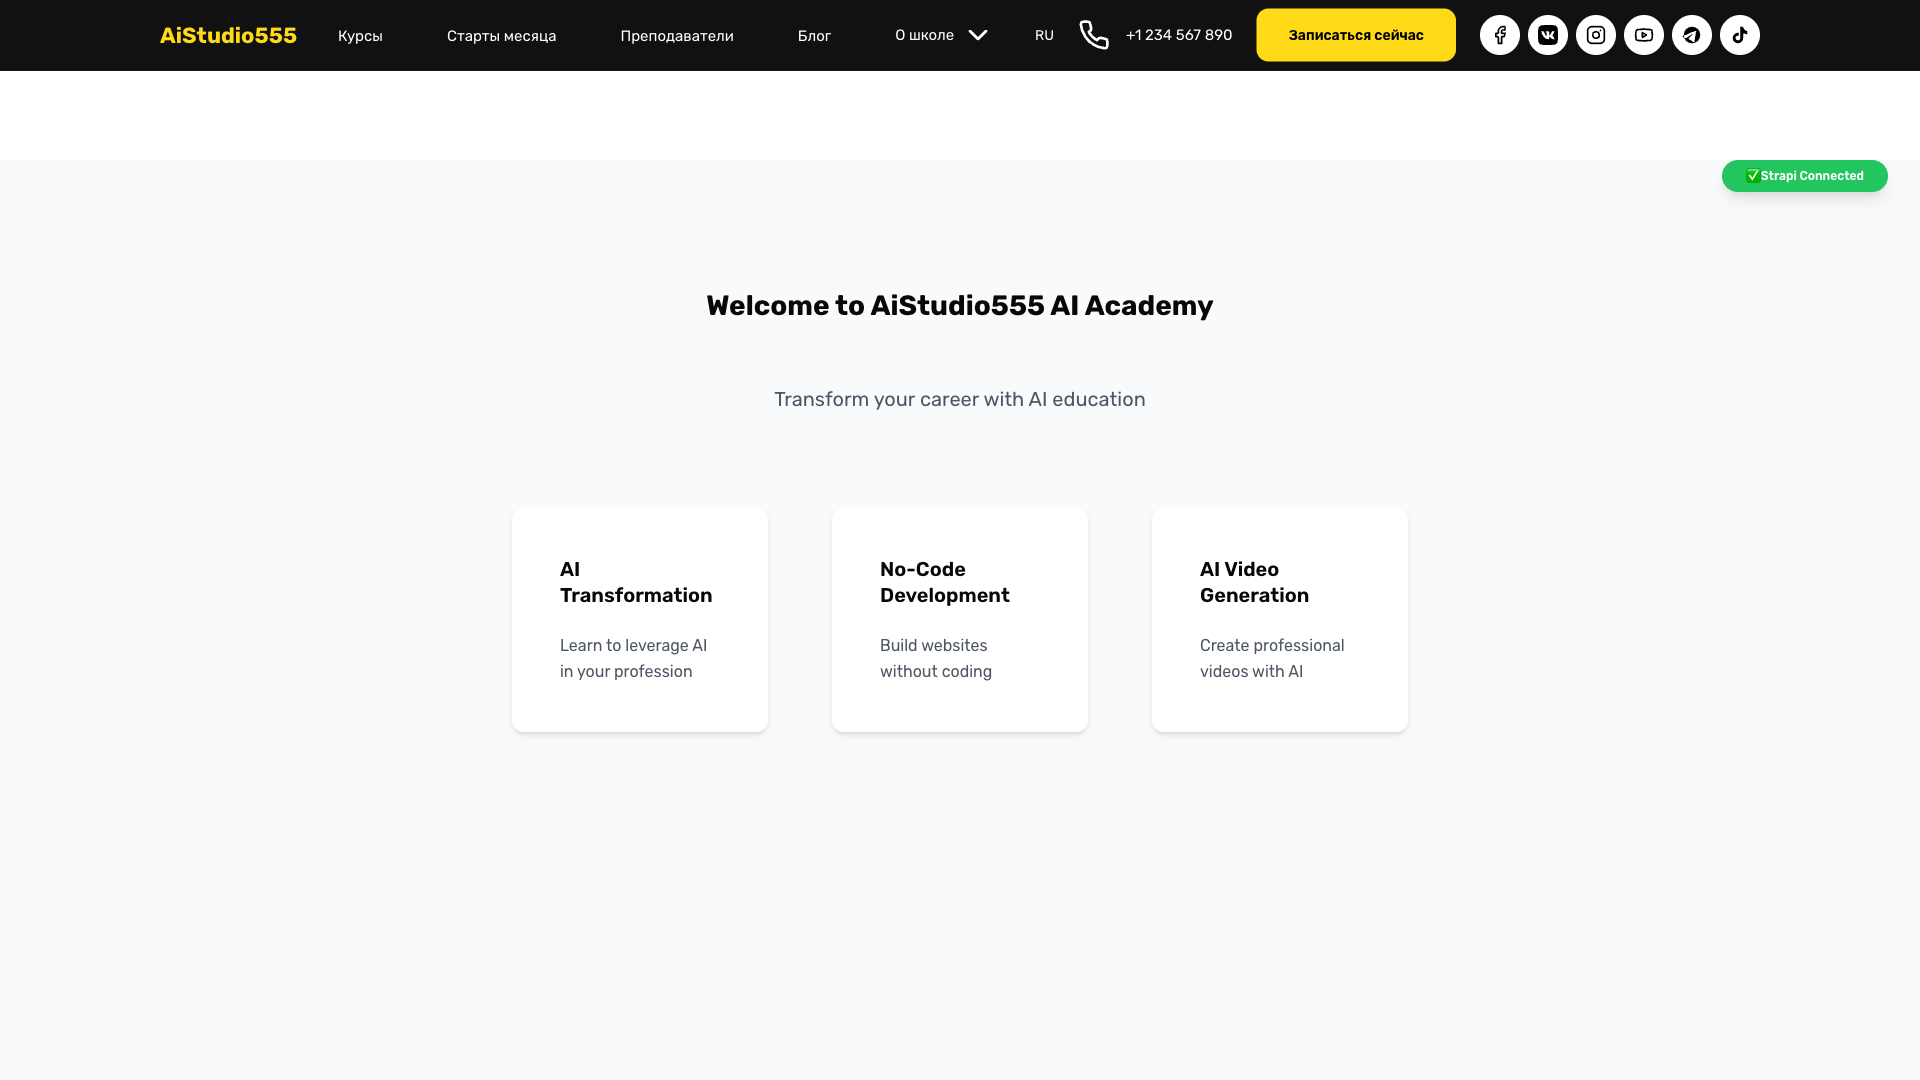 AiStudio555
Курсы
Старты месяца
Преподаватели
Блог
О школе
RU
+1 234 567 890
Записаться сейчас
✅Strapi Connected
Welcome to AiStudio555 AI Academy
Transform your career with AI education
AI
Transformation
Learn to leverage AI
in your profession
No-Code
Development
Build websites
without coding
AI Video
Generation
Create professional
videos with AI